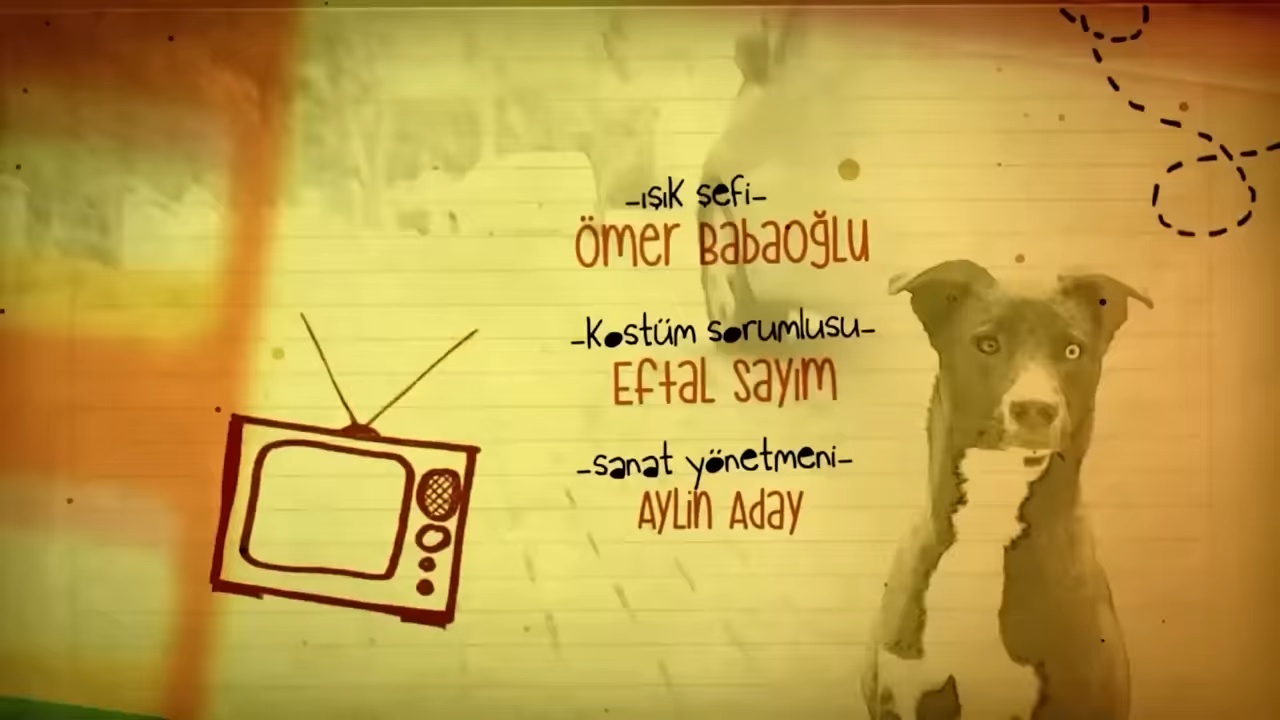 -ışık şefi-
Ömer Babaoğlu
-Kostüm sorumlusu-
Eftal Sayım
-sanat yönetmeni-
Aylin Aday